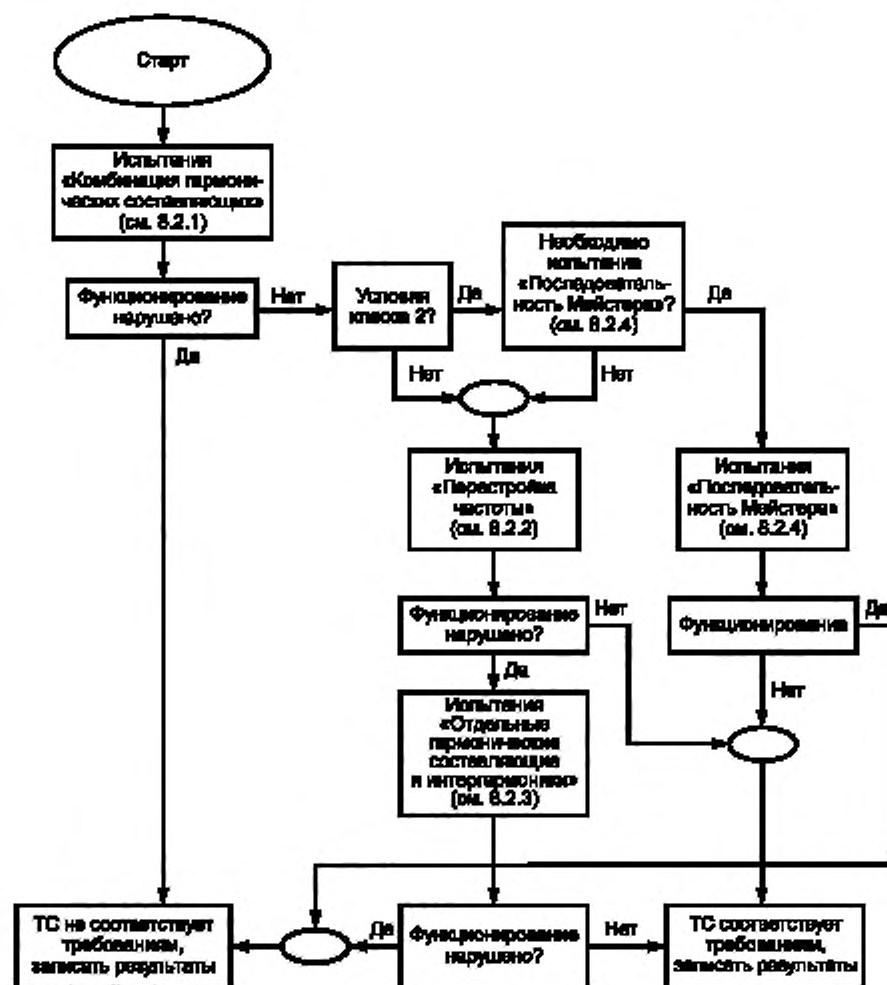 Старт
Испытания
«Комбинация гармони-
ческих составляющих»
(см. 8.2.1)
Функционирование
нарушено?
Нет
Да
Условия
класса 2?
Да
Нет
Необходимо
испытание
«Последователь-
ность Мейстера»?
(см. 8.2.4)
Да
Нет
Испытания
«Перестройка
частоты»
(см. 8.2.2)
Испытания
«Последователь-
ность Мейстера»
(см. 8.2.4)
Функционирование
нарушено?
Нет
Да
Функционирование
Да
Нет
Испытания
«Отдельные
гармонические
составляющие
и интергармоники»
(см. 8.2.3)
ТС не соответствует
требованиям,
записать результаты
Да
Функционирование
нарушено?
Нет
ТС соответствует
требованиям,
записать результаты